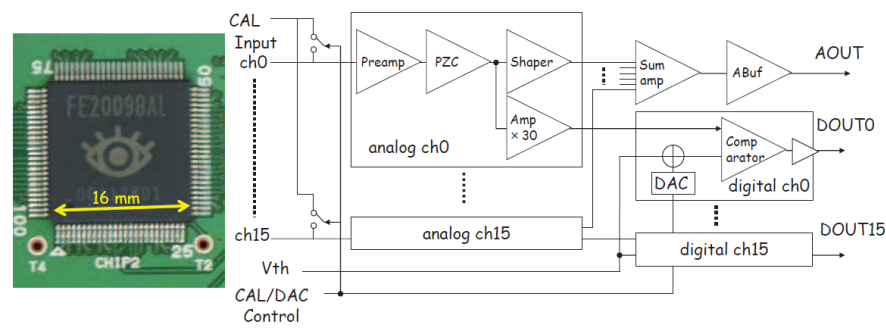 75
60
FE2009BAL
16 mm
100
25
T4
CHIP2
T2
CAL
Input
ch0
ch15
Vth
CAL/DAC
Control
Preamp
PZC
Shaper
Amp
× 30
analog ch0
analog ch15
Sum
amp
ABuf
AOUT
DAC
Comp
arator
digital ch0
DOUT0
digital ch15
DOUT15